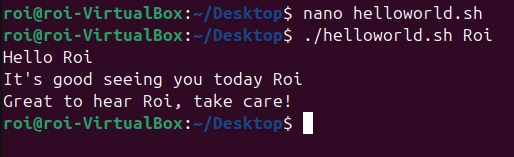 roi@roi-VirtualBox:~/Desktop$ nano helloworld.sh
roi@roi-VirtualBox:~/Desktop$ ./helloworld.sh Roi
Hello Roi
It's good seeing you today Roi
Great to hear Roi, take care!
roi@roi-VirtualBox:~/Desktop$